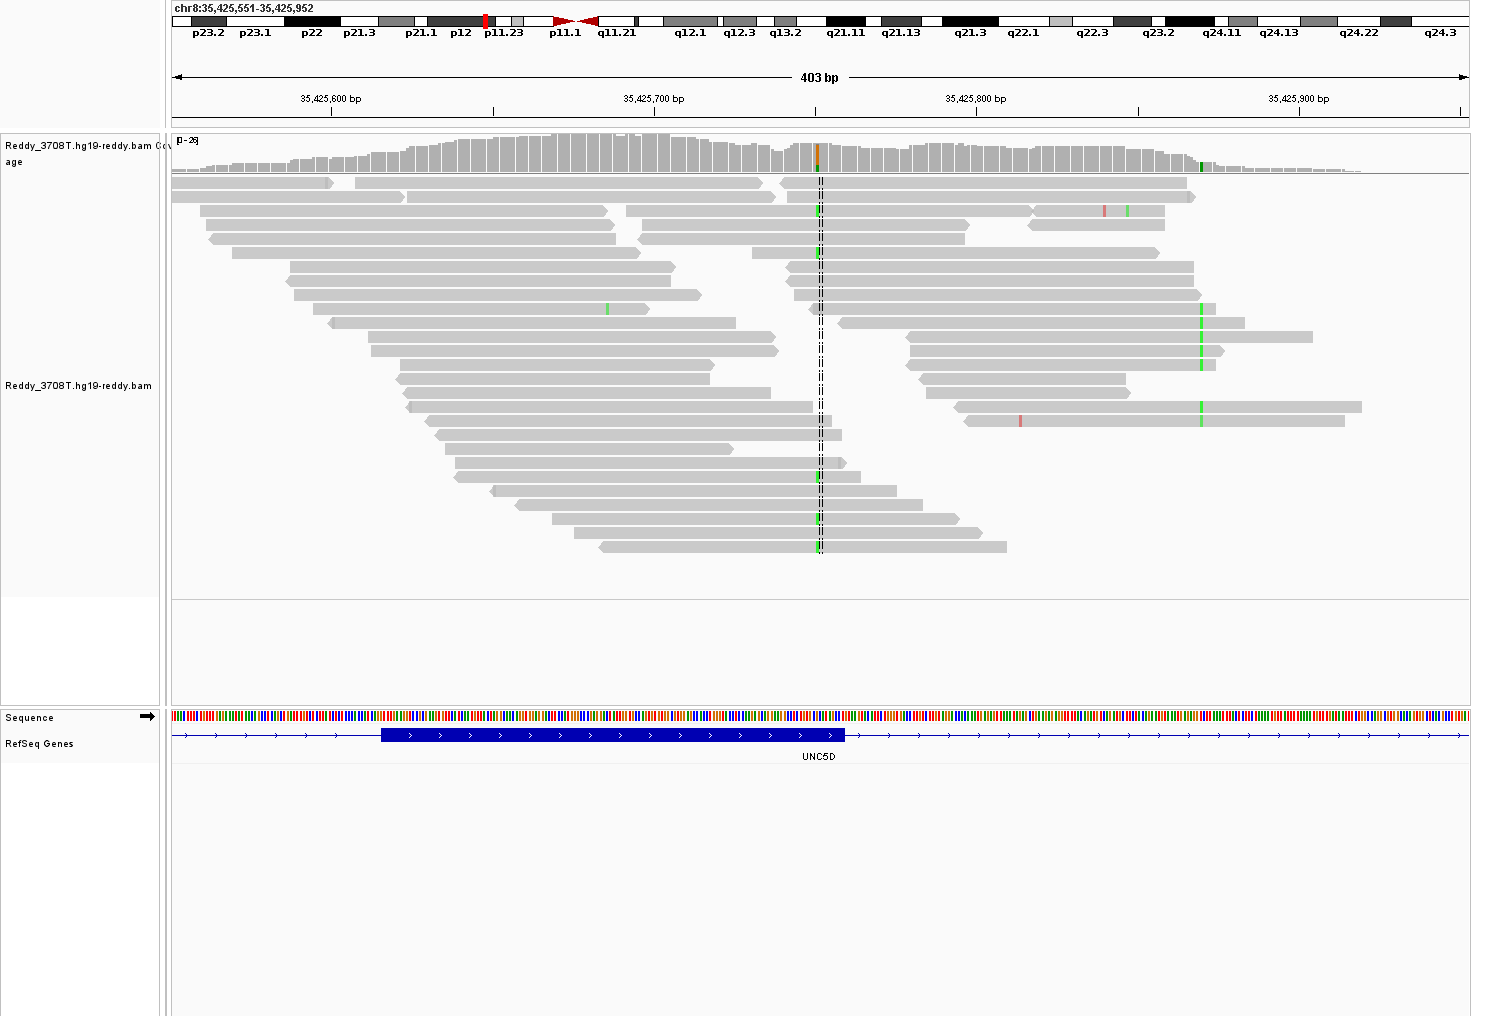 chr8:35,425,551-35,425,952
p23.2 p23.1 p22 p21.3 p21.1 p12 p11.23 p11.1 q11.21 q12.1 q12.3 q13.2 q21.11 q21.13 q21.3 q22.1 q22.3 q23.2 q24.11 q24.13 q24.22 q24.3
403 bp
35,425,600 bp 35,425,700 bp 35,425,800 bp 35,425,900 bp
[0-26]
Reddy_3708T.hg19-reddy.bam Cov
age
Reddy_3708T.hg19-reddy.bam
Sequence
RefSeq Genes
UNC5D